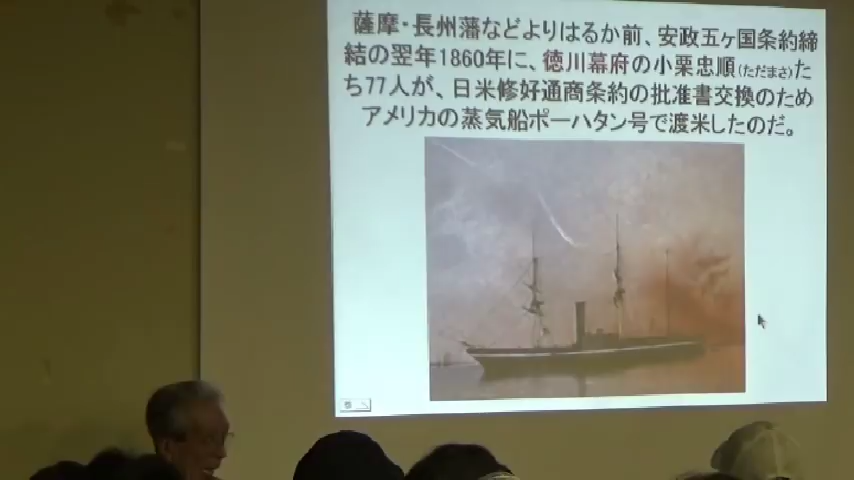 薩摩・長州藩などよりはるか前、安政五ヶ国条約締
結の翌年1860年に、徳川幕府の小栗忠順(ただまさ)た
ち77人が、日米修好通商条約の批准書交換のため
アメリカの蒸気船ポーハタン号で渡米したのだ。